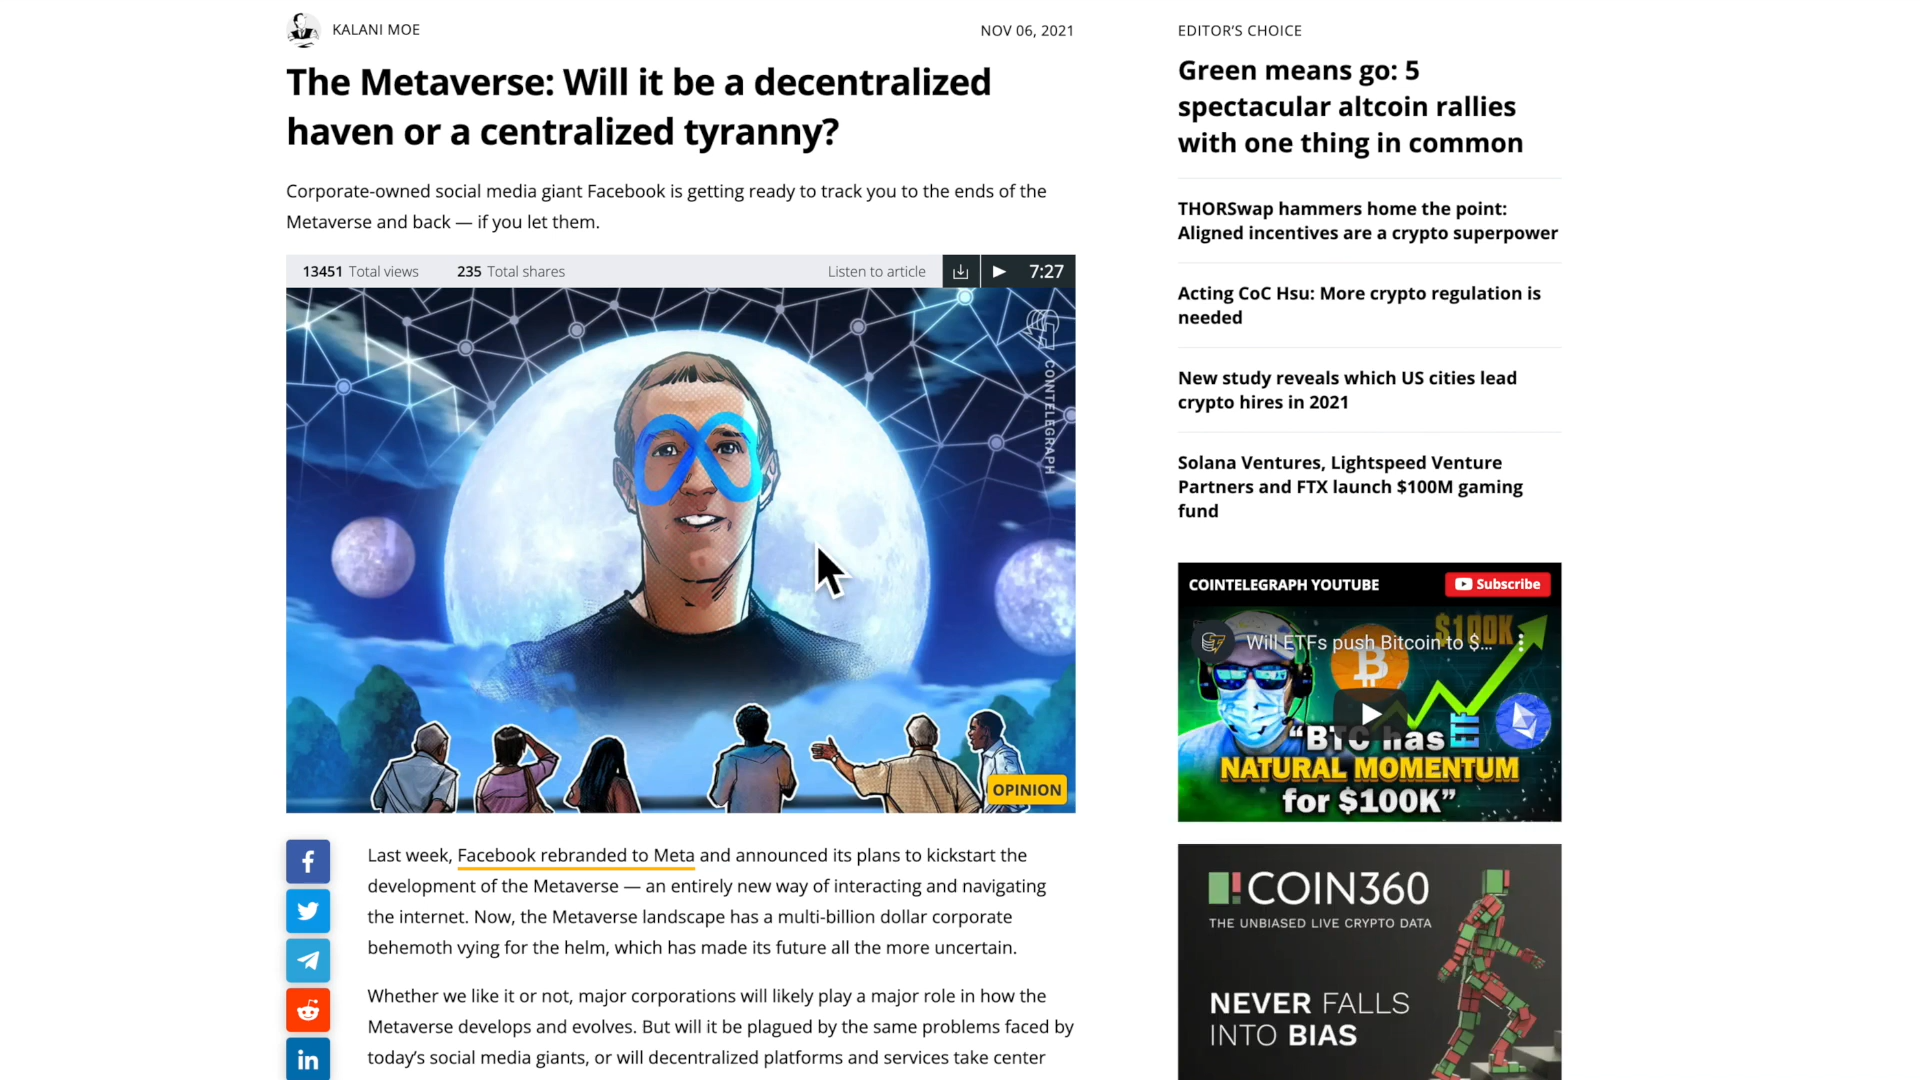 KALANI MOE
NOV 06, 2021
The Metaverse: Will it be a decentralized
haven or a centralized tyranny?
Corporate-owned social media giant Facebook is getting ready to track you to the ends of the
Metaverse and back — if you let them.
13451 Total views 235 Total shares Listen to article 7:27
COINTELEGRAPH
OPINION
Last week, Facebook rebranded to Meta and announced its plans to kickstart the
development of the Metaverse — an entirely new way of interacting and navigating
the internet. Now, the Metaverse landscape has a multi-billion dollar corporate
behemoth vying for the helm, which has made its future all the more uncertain.
Whether we like it or not, major corporations will likely play a major role in how the
Metaverse develops and evolves. But will it be plagued by the same problems faced by
today's social media giants, or will decentralized platforms and services take center
EDITOR'S CHOICE
Green means go: 5
spectacular altcoin rallies
with one thing in common
THORSwap hammers home the point:
Aligned incentives are a crypto superpower
Acting CoC Hsu: More crypto regulation is
needed
New study reveals which US cities lead
crypto hires in 2021
Solana Ventures, Lightspeed Venture
Partners and FTX launch $100M gaming
fund
COINTELEGRAPH YOUTUBE
Subscribe
$100K
Will ETFs push Bitcoin to $...
ETF
"BTC has
NATURAL MOMENTUM
for $100K"
COIN360
THE UNBIASED LIVE CRYPTO DATA
NEVER FALLS
INTO BIAS